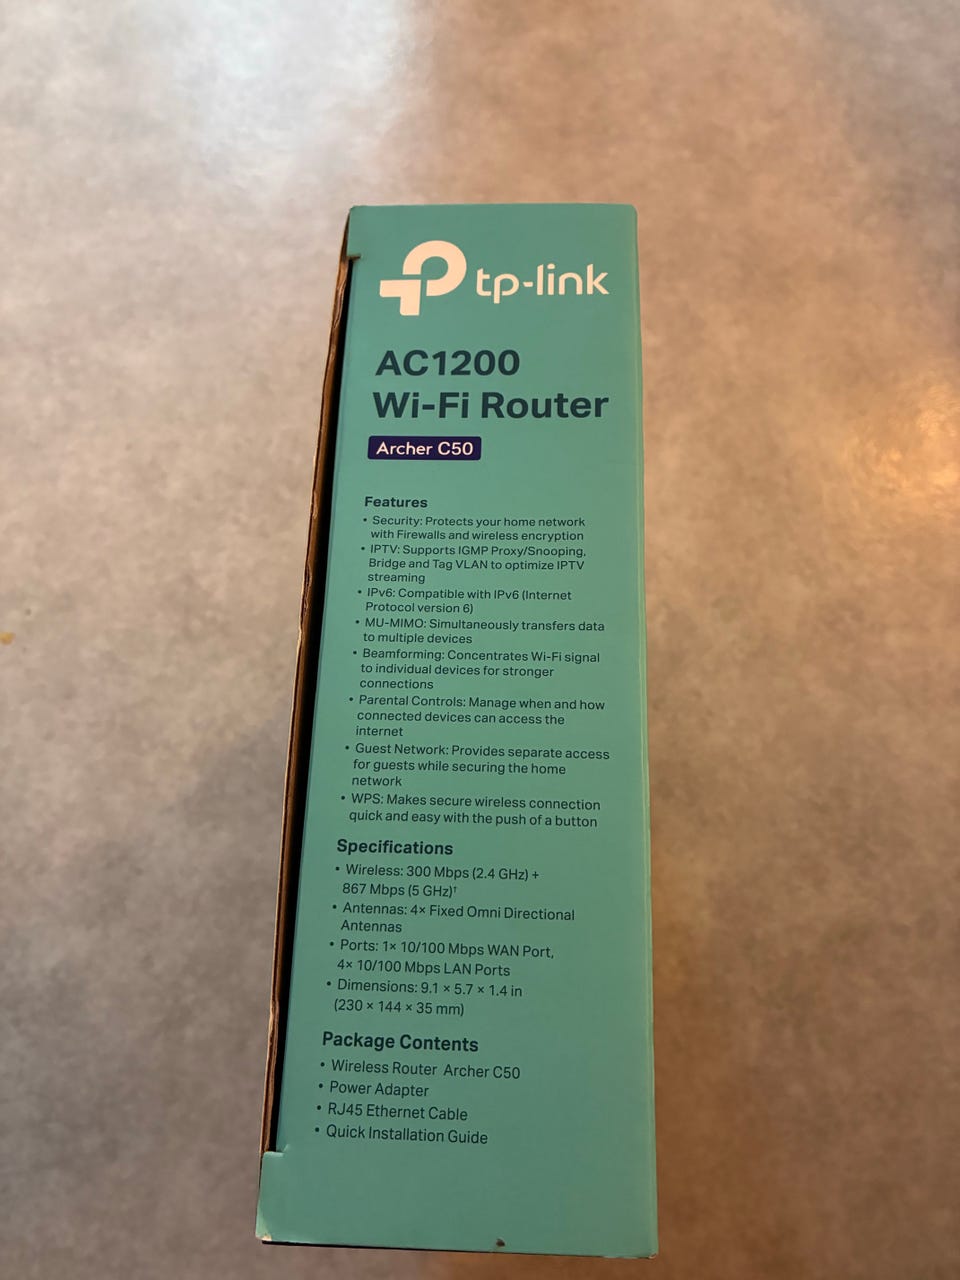 tp-link
AC1200
Wi-Fi Router
Archer C50
Features
• Security: Protects your home network
with Firewalls and wireless encryption
• IPTV: Supports IGMP Proxy/Snooping,
Bridge and Tag VLAN to optimize IPTV
streaming
• IPv6: Compatible with IPv6 (Internet
Protocol version 6)
• MU-MIMO: Simultaneously transfers data
to multiple devices
• Beamforming: Concentrates Wi-Fi signal
to individual devices for stronger
connections
• Parental Controls: Manage when and how
connected devices can access the
internet
• Guest Network: Provides separate access
for guests while securing the home
network
• WPS: Makes secure wireless connection
quick and easy with the push of a button
Specifications
• Wireless: 300 Mbps (2.4 GHz) +
867 Mbps (5 GHz)†
• Antennas: 4× Fixed Omni Directional
Antennas
• Ports: 1× 10/100 Mbps WAN Port,
4× 10/100 Mbps LAN Ports
• Dimensions: 9.1 × 5.7 × 1.4 in
(230 × 144 × 35 mm)
Package Contents
• Wireless Router Archer C50
• Power Adapter
• RJ45 Ethernet Cable
• Quick Installation Guide